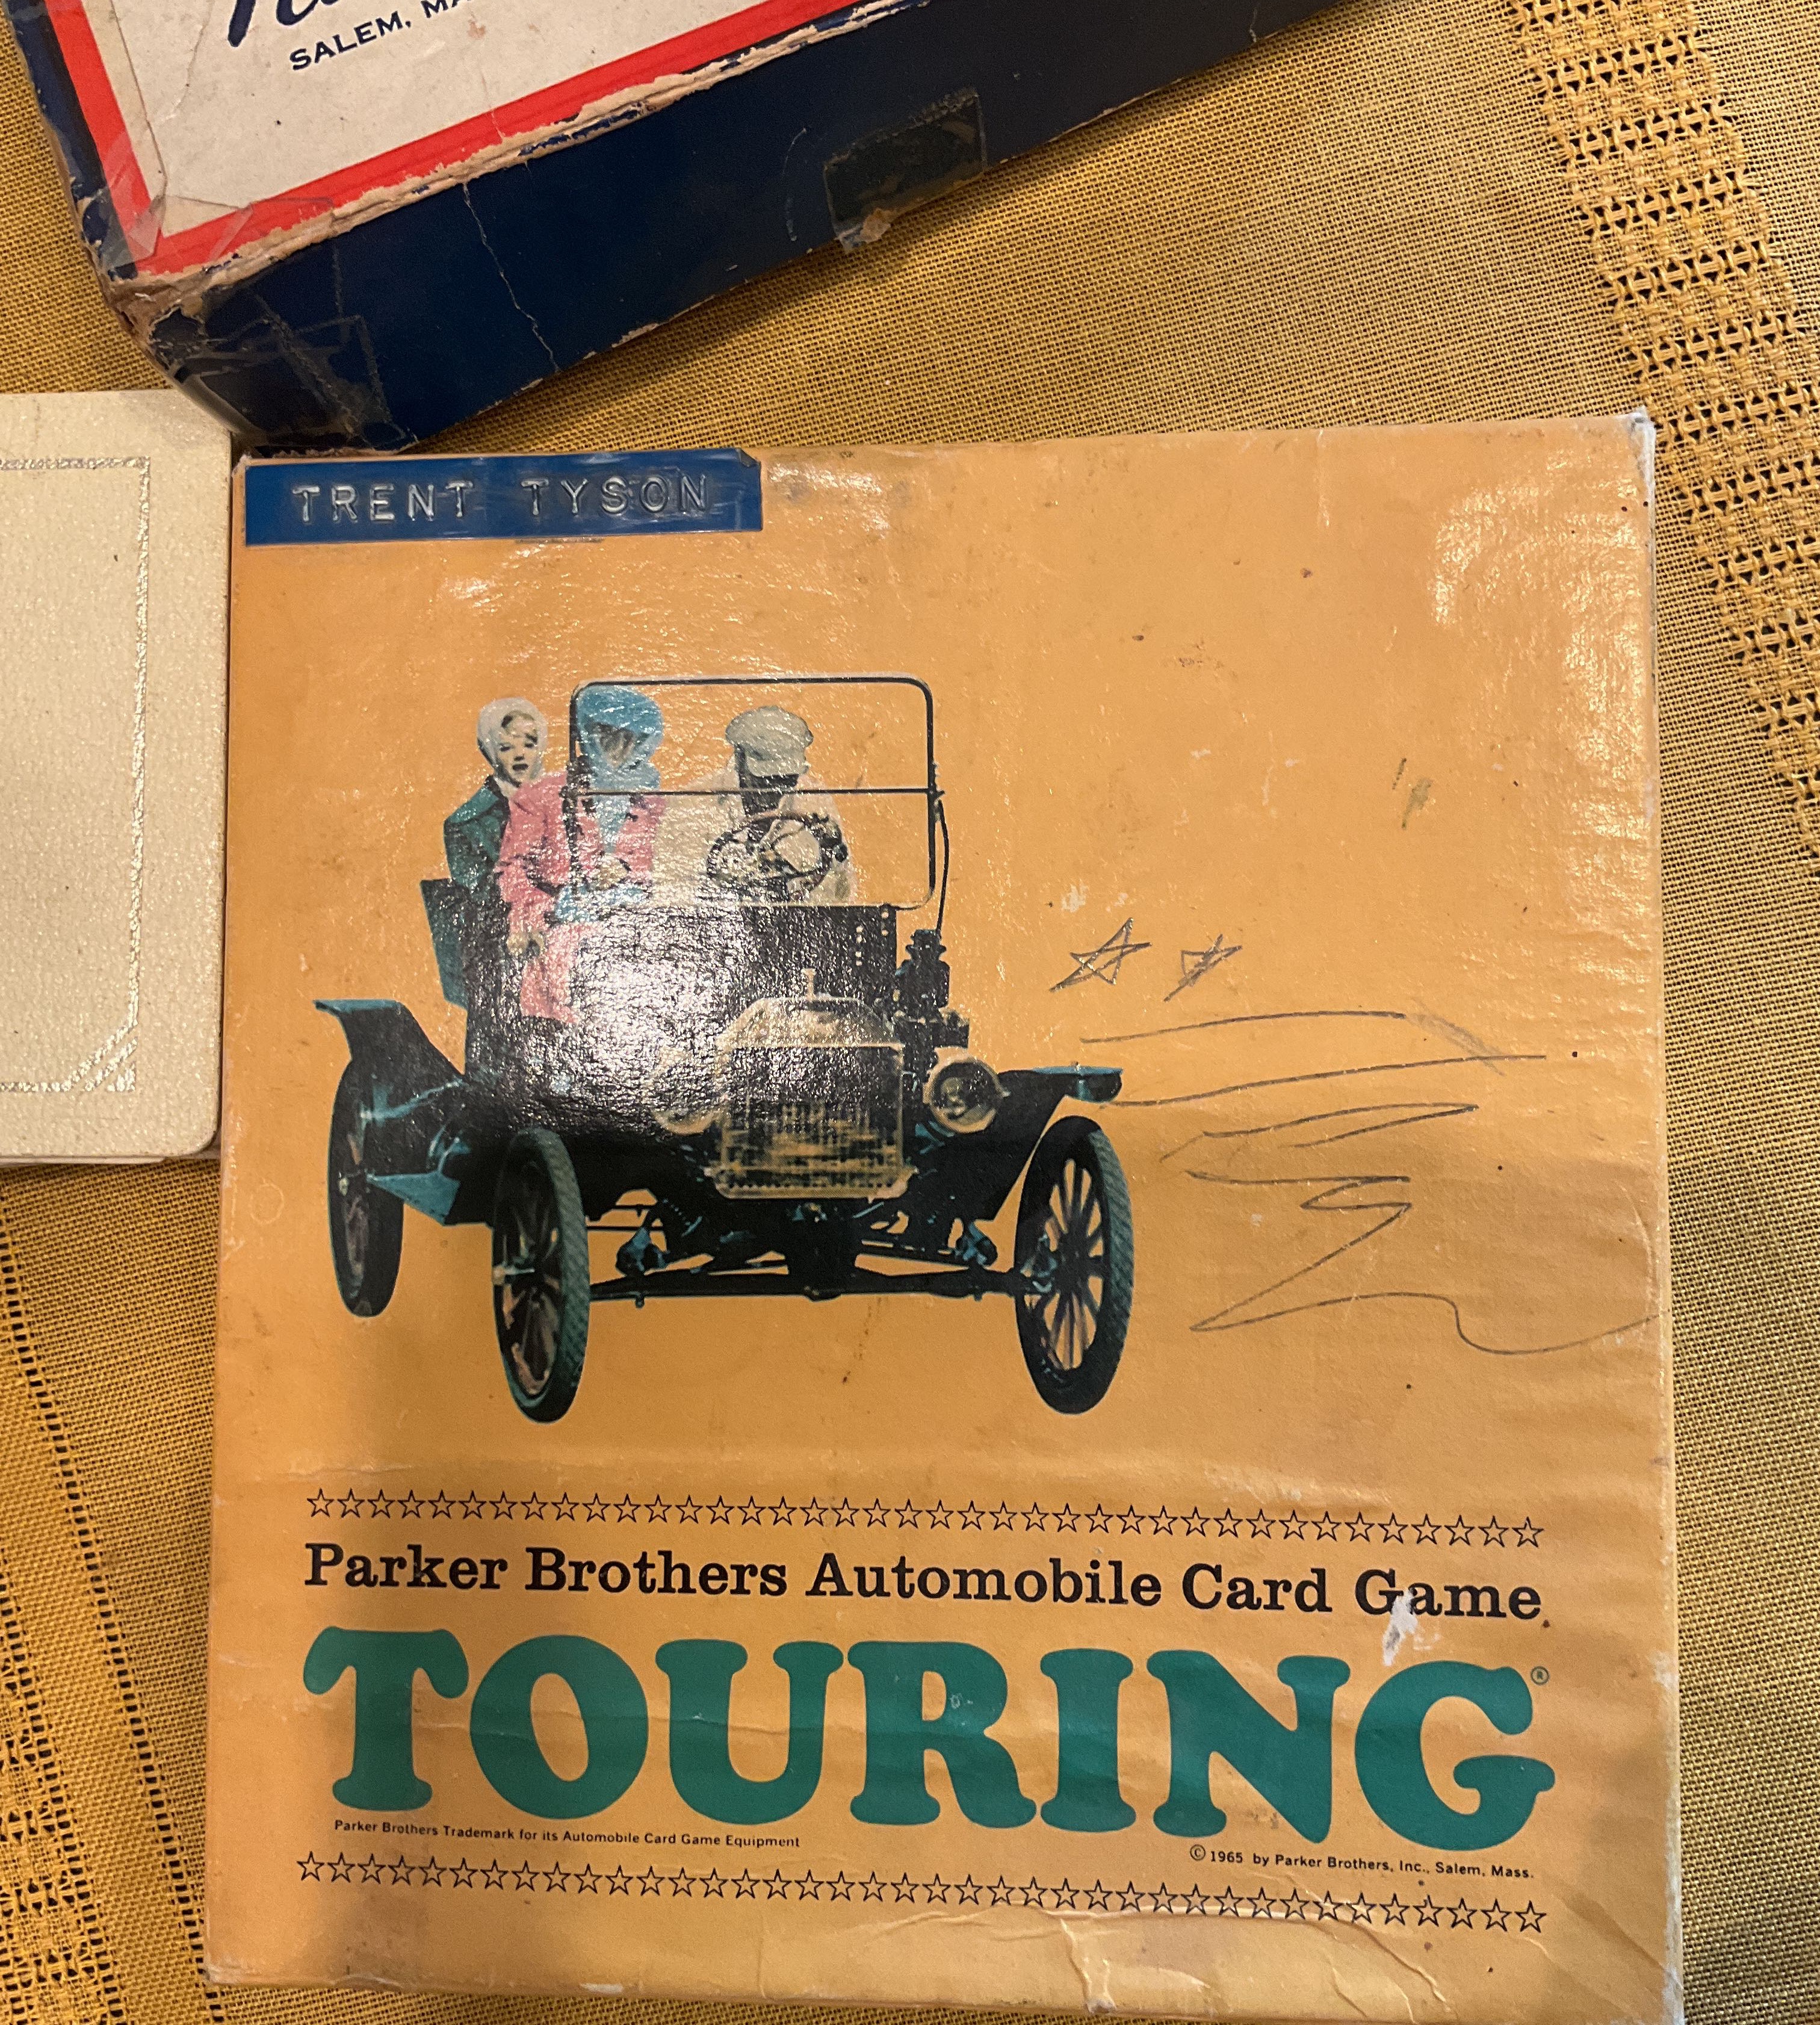 SALEM,
TRENT TYSON
Parker Brothers Automobile Card Game
TOURING®
Parker Brothers Trademark for its Automobile Card Game Equipment
© 1965 by Parker Brothers, Inc., Salem, Mass.